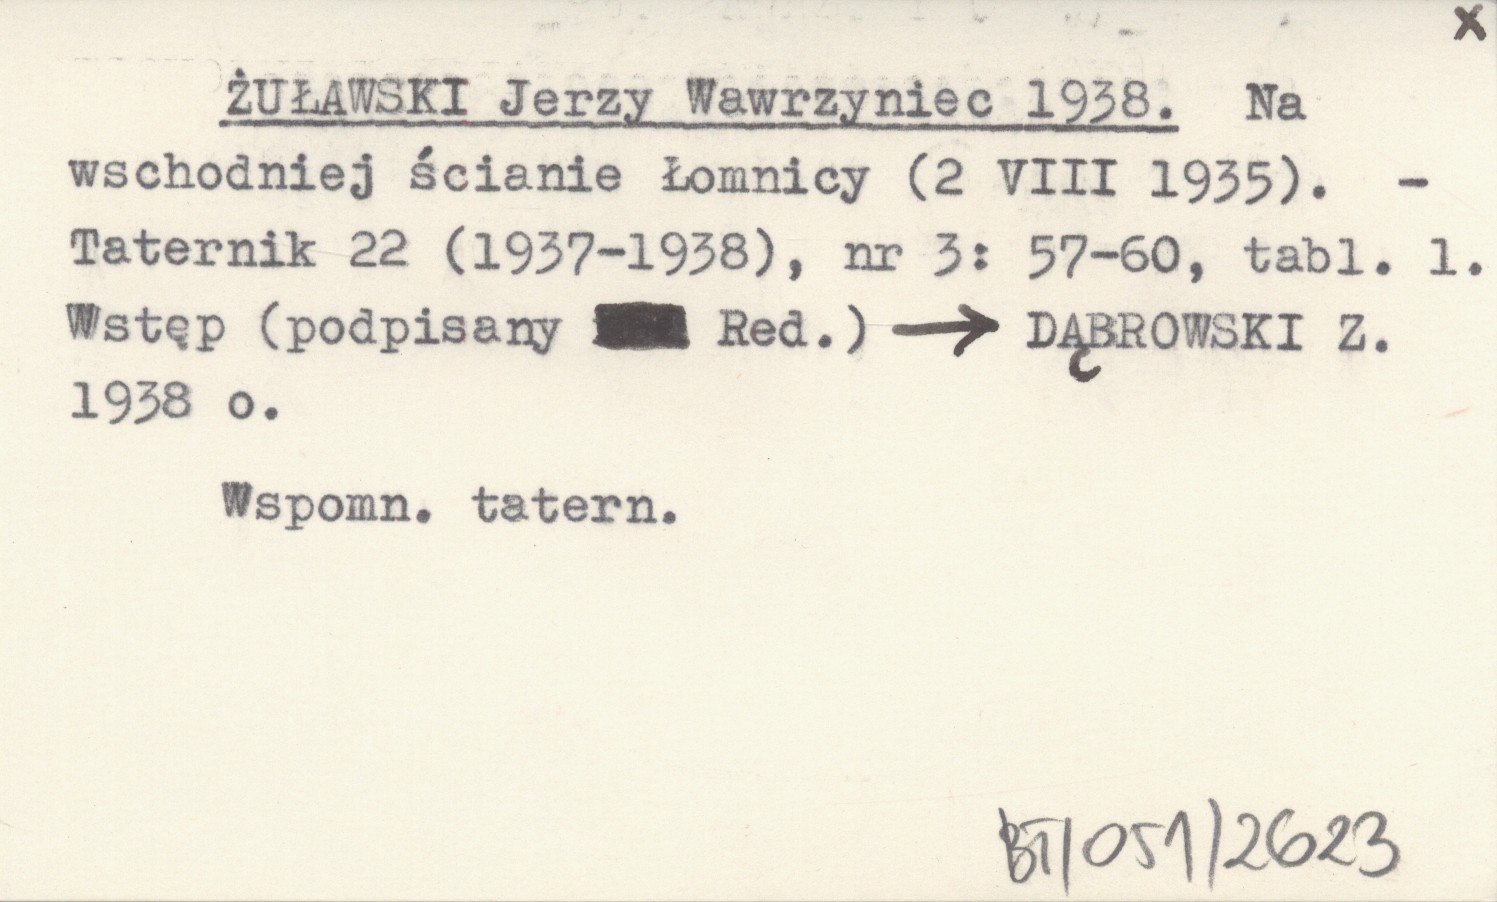 x
ŻUŁAWSKI Jerzy Wawrzyniec 1938. Na
wschodniej ścianie Łomnicy (2 VIII 1935). -
Taternik 22 (1937-1938), nr 3: 57-60, tabl. 1.
Wstęp (podpisany Red.) → DĄBROWSKI Z.
1938 o.
Wspomn. tatern.
BT/051/2623